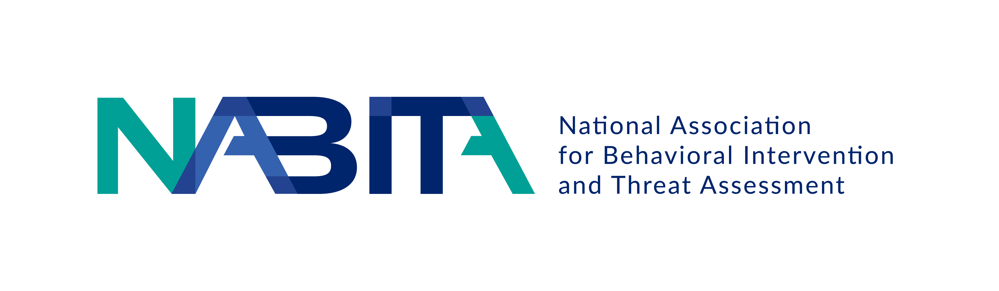 NABITA
National Association
for Behavioral Intervention
and Threat Assessment